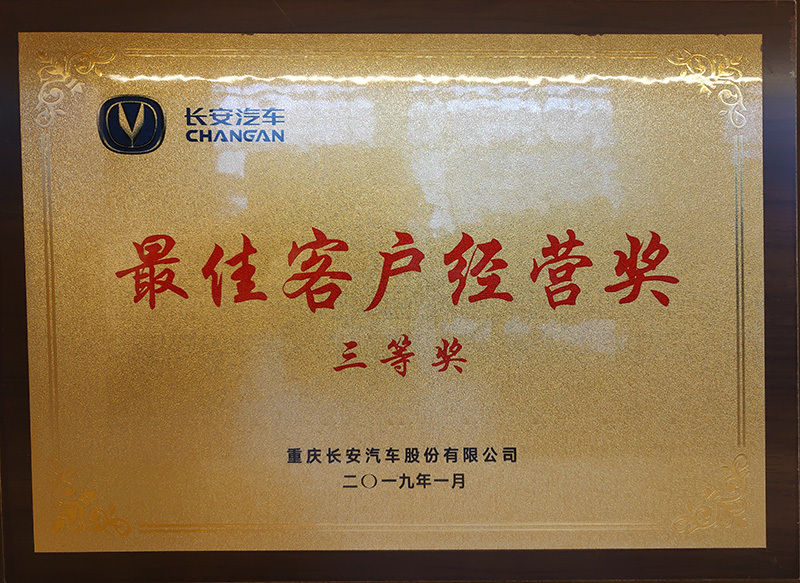 长安汽车
CHANGAN
最佳客户经营奖
三等奖
重庆长安汽车股份有限公司
二〇一九年一月